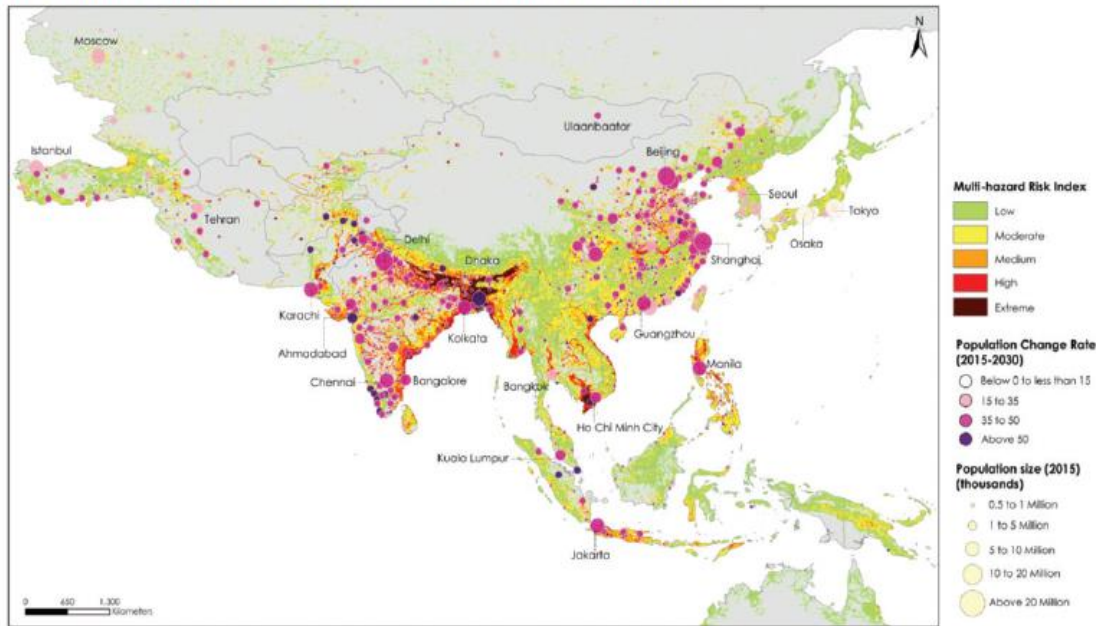 Moscow
N
Ulaanbaatar
Istanbul
Beijing
Seoul
Tehran
Tokyo
Osaka
Delhi
Dhaka
Shanghai
Karachi
Kolkata
Guangzhou
Ahmadabad
Manila
Chennai
Bangalore
Bangkok
Ho Chi Minh City
Kuala Lumpur
Jakarta
0 650 1,300
Kilometers
Multi-hazard Risk Index
Low
Moderate
Medium
High
Extreme
Population Change Rate
(2015-2030)
Below 0 to less than 15
15 to 35
35 to 50
Above 50
Population size (2015)
(thousands)
0.5 to 1 Million
1 to 5 Million
5 to 10 Million
10 to 20 Million
Above 20 Million